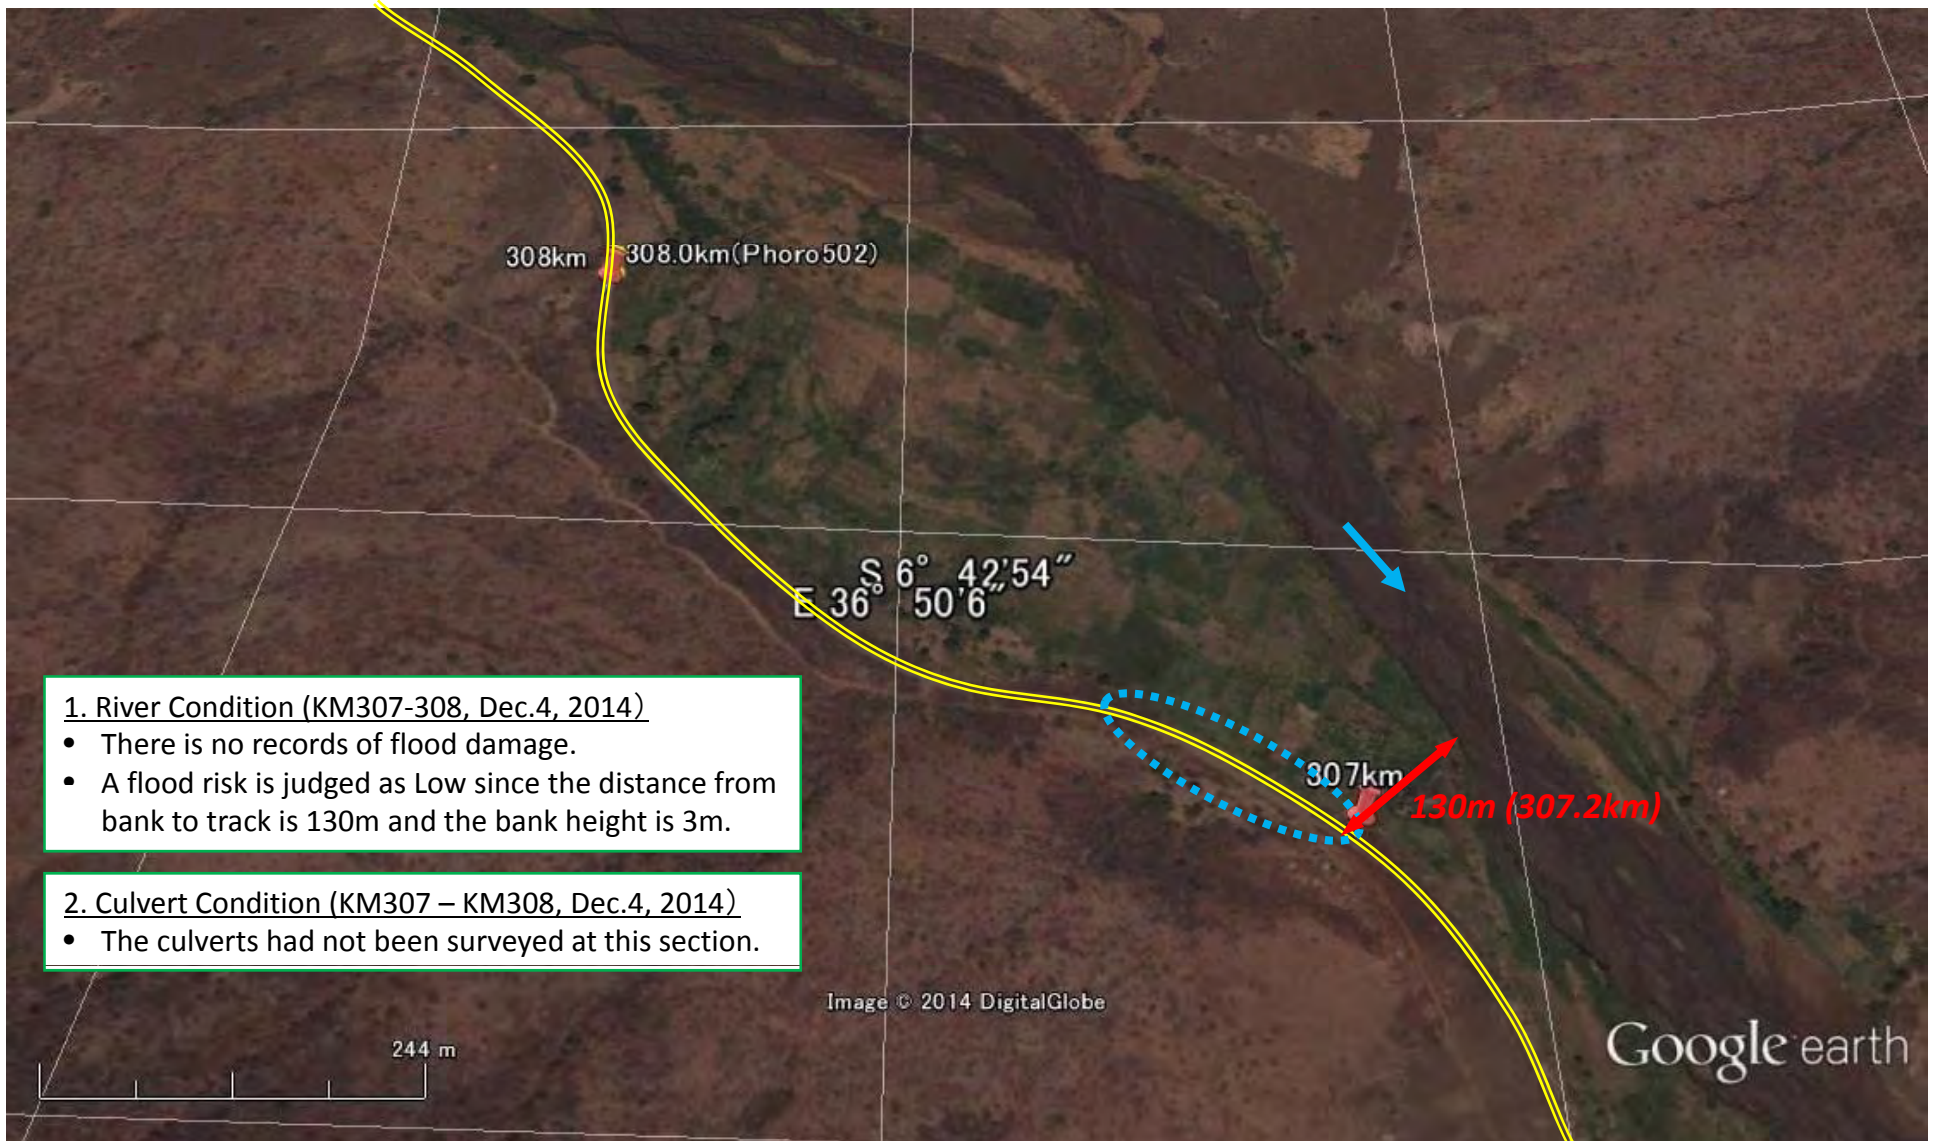 308km
308.0km(Phoro502)
S 6° 42'54″
E 36° 50'6″
307km
130m (307.2km)
1. River Condition (KM307-308, Dec.4, 2014）
• There is no records of flood damage.
• A flood risk is judged as Low since the distance from
bank to track is 130m and the bank height is 3m.
2. Culvert Condition (KM307 – KM308, Dec.4, 2014）
• The culverts had not been surveyed at this section.
Image © 2014 DigitalGlobe
244 m
Google earth